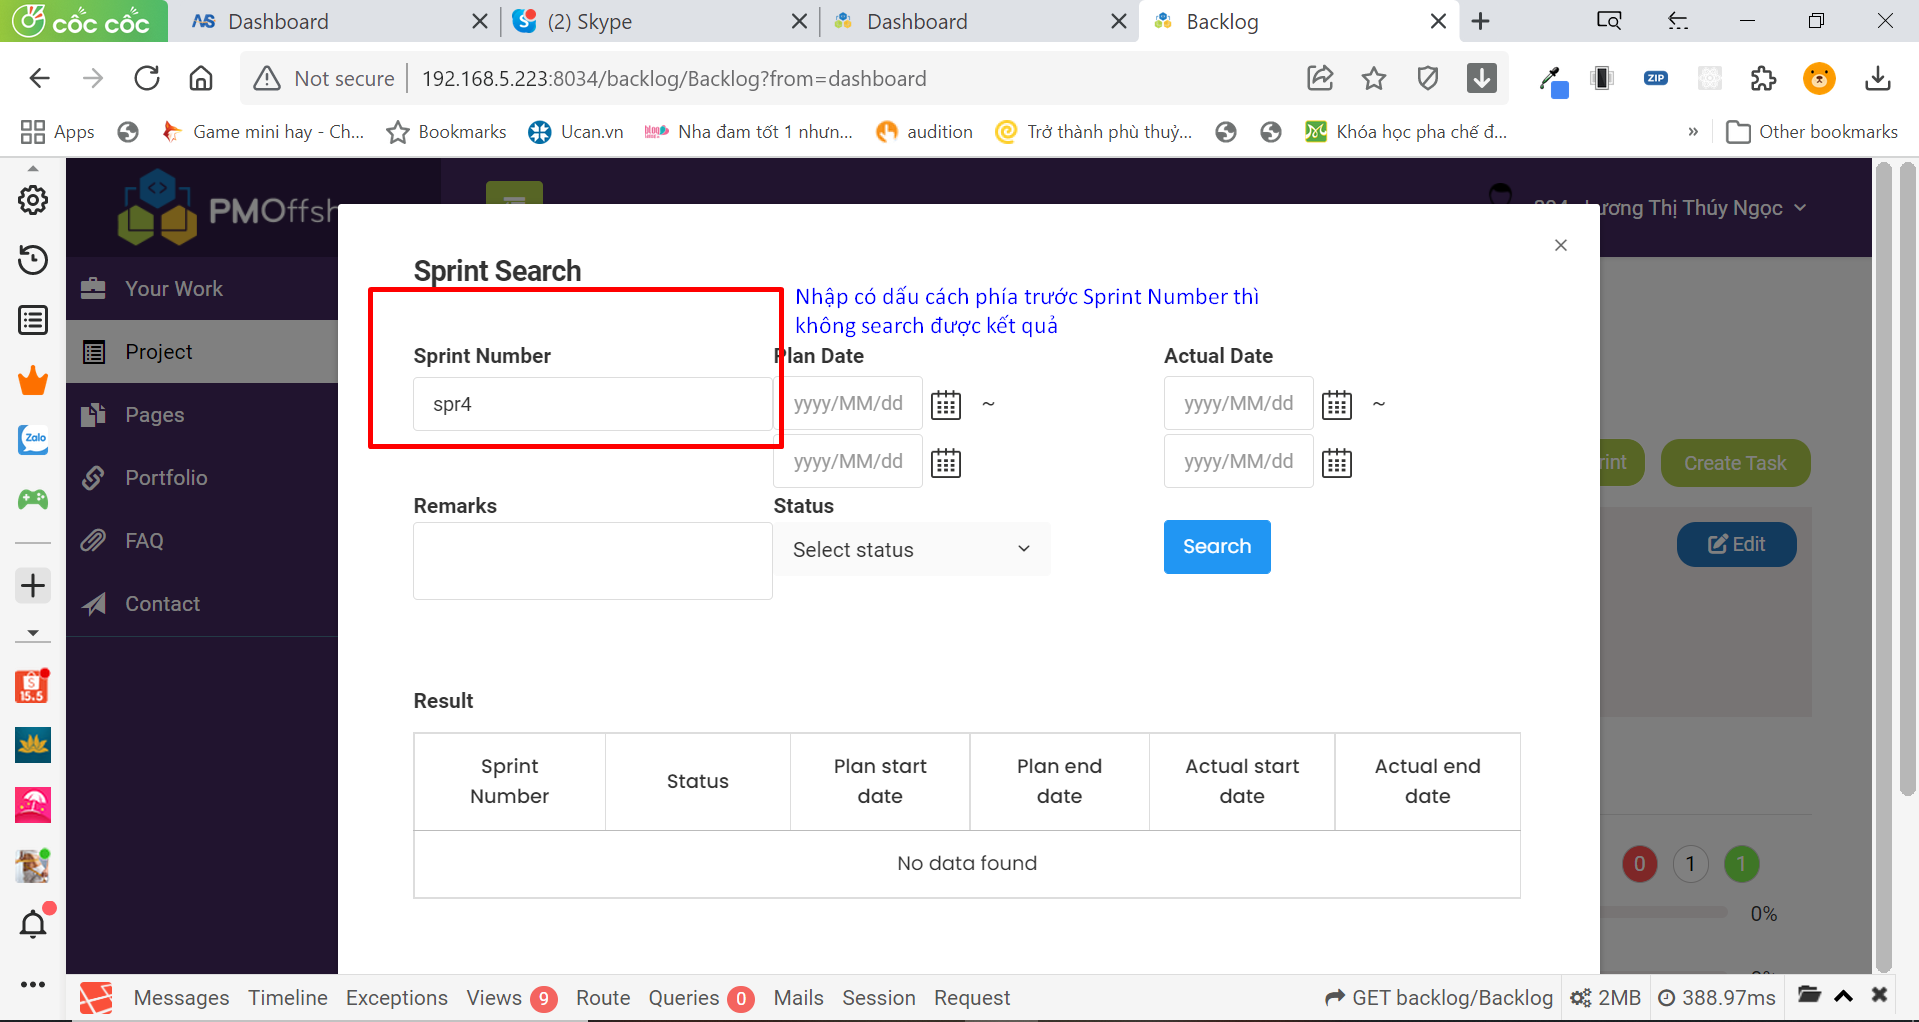 cốc cốc
Dashboard
(2) Skype
Dashboard
Backlog
Not secure
192.168.5.223:8034/backlog/Backlog?from=dashboard
ZIP
Apps
Game mini hay - Ch...
Bookmarks
Ucan.vn
Nha đam tốt 1 nhưn...
audition
Trở thành phù thuỷ...
Khóa học pha chế đ...
»
Other bookmarks
PMOffsh
ương Thị Thúy Ngọc
Your Work
Project
Pages
Portfolio
FAQ
Contact
Zalo
15.5
Sprint Search
Nhập có dấu cách phía trước Sprint Number thì
không search được kết quả
Sprint Number
Plan Date
Actual Date
spr4
yyyy/MM/dd
~
yyyy/MM/dd
~
yyyy/MM/dd
yyyy/MM/dd
rint
Create Task
Remarks
Status
Select status
Search
Edit
Result
Sprint Number
Status
Plan start date
Plan end date
Actual start date
Actual end date
No data found
0
1
1
0%
Messages
Timeline
Exceptions
Views 9
Route
Queries 0
Mails
Session
Request
GET backlog/Backlog
2MB
388.97ms